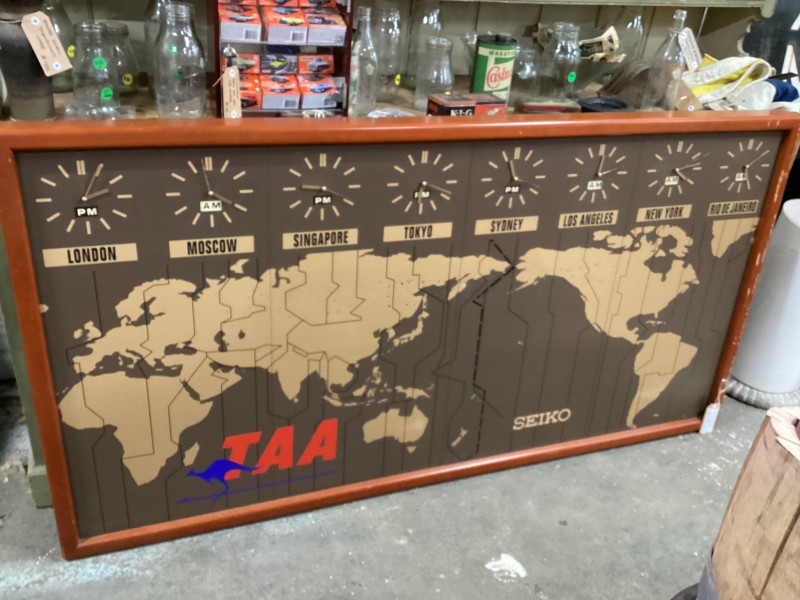 PM
AM
PM
PM
PM
AM
AM
AM
LONDON
MOSCOW
SINGAPORE
TOKYO
SYDNEY
LOS ANGELES
NEW YORK
RIO DE JANEIRO
TAA
SEIKO
Castrol
KLG